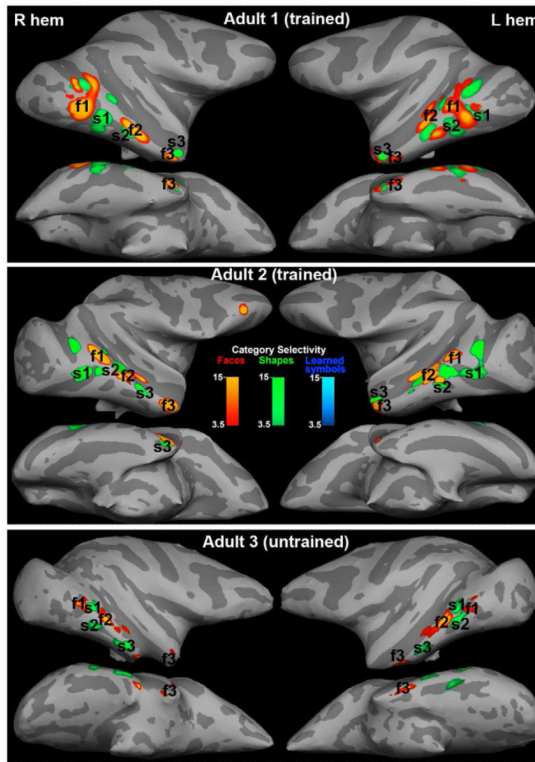 R hem
Adult 1 (trained)
L hem
f1
s1
s2
f2
s3
f3
f3
f1
f2
s1
s2
s3
f3
f3
Adult 2 (trained)
f1
s1
s2
f2
s3
f3
s3
Category Selectivity
Faces Shapes Learned
symbols
15 15 15
3.5 3.5 3.5
f1
f2
s1
s2
s3
f3
Adult 3 (untrained)
f1
s1
s2
f2
s3
f3
f3
s1
f1
f2
s2
s3
f3
f3